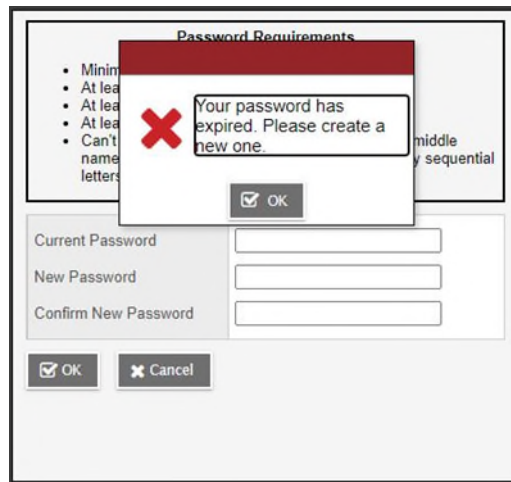 Password Requirements
• Minim
• At lea
• At lea
• At lea
• Can't middle
name y sequential
letters
Your password has
expired. Please create a
new one.
OK
Current Password
New Password
Confirm New Password
OK Cancel